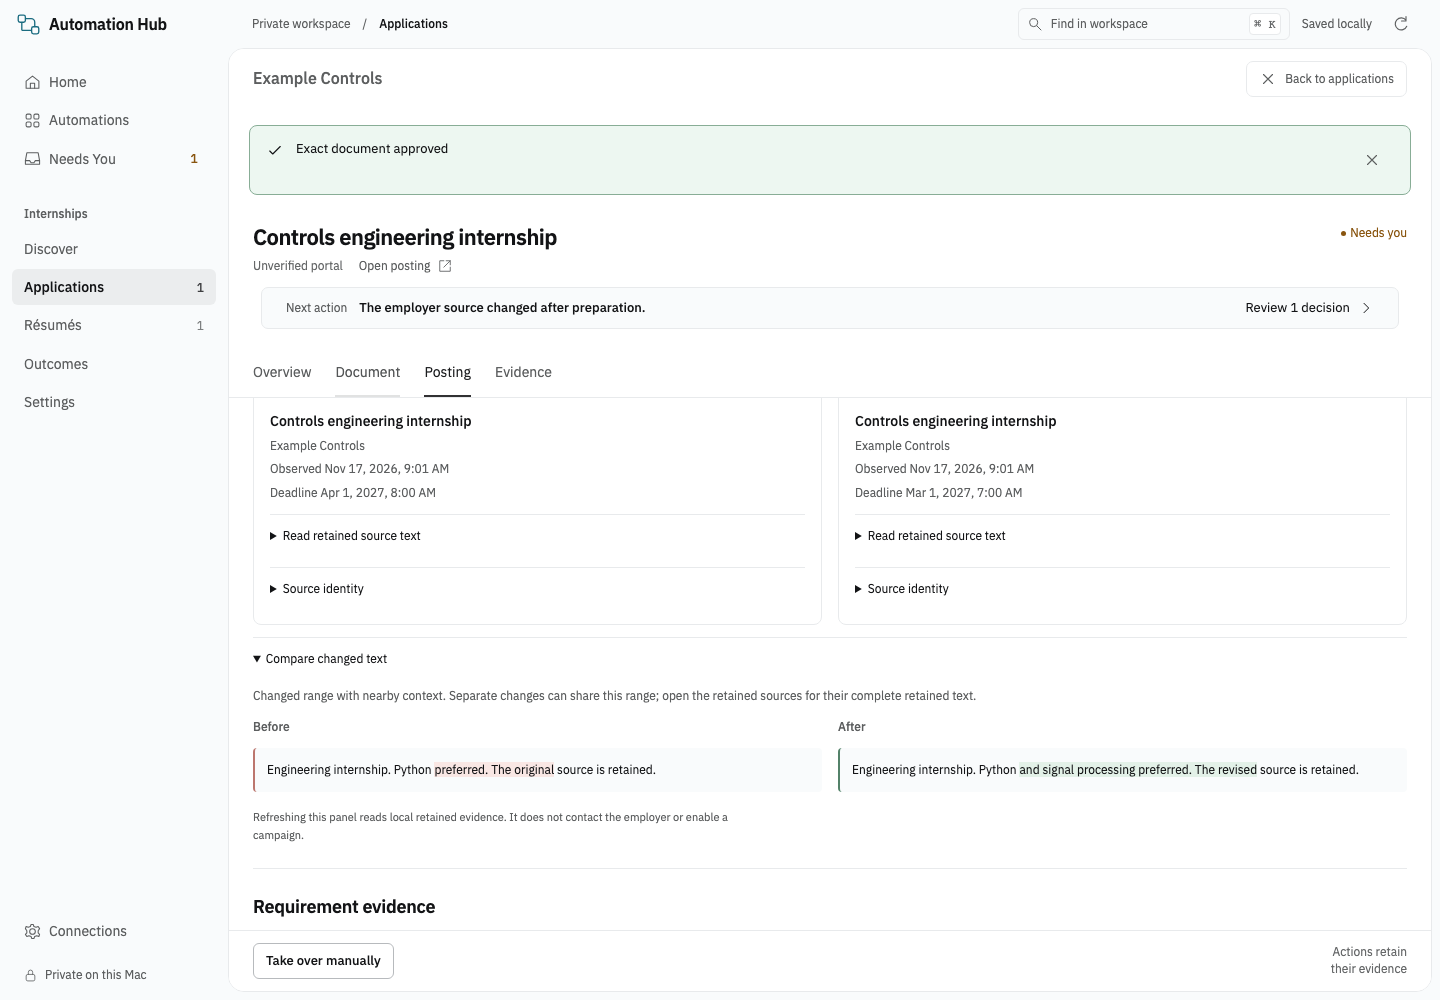 Automation Hub
Private workspace / Applications
Find in workspace
⌘ K
Saved locally
Home
Automations
Needs You 1
Internships
Discover
Applications 1
Résumés 1
Outcomes
Settings
Connections
Private on this Mac
Example Controls
Back to applications
Exact document approved
Controls engineering internship
Needs you
Unverified portal Open posting
Next action The employer source changed after preparation.
Review 1 decision
Overview Document Posting Evidence
Controls engineering internship
Example Controls
Observed Nov 17, 2026, 9:01 AM
Deadline Apr 1, 2027, 8:00 AM
Read retained source text
Source identity
Controls engineering internship
Example Controls
Observed Nov 17, 2026, 9:01 AM
Deadline Mar 1, 2027, 7:00 AM
Read retained source text
Source identity
Compare changed text
Changed range with nearby context. Separate changes can share this range; open the retained sources for their complete retained text.
Before
Engineering internship. Python preferred. The original source is retained.
After
Engineering internship. Python and signal processing preferred. The revised source is retained.
Refreshing this panel reads local retained evidence. It does not contact the employer or enable a
campaign.
Requirement evidence
Take over manually
Actions retain
their evidence